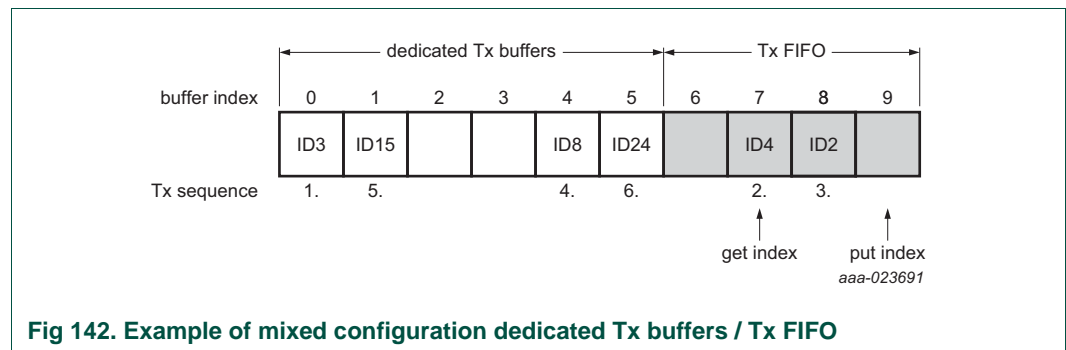 dedicated Tx buffers Tx FIFO
buffer index 0 1 2 3 4 5 6 7 8 9
ID3 ID15 ID8 ID24 ID4 ID2
Tx sequence 1. 5. 4. 6. 2. 3.
get index put index
aaa-023691
Fig 142. Example of mixed configuration dedicated Tx buffers / Tx FIFO